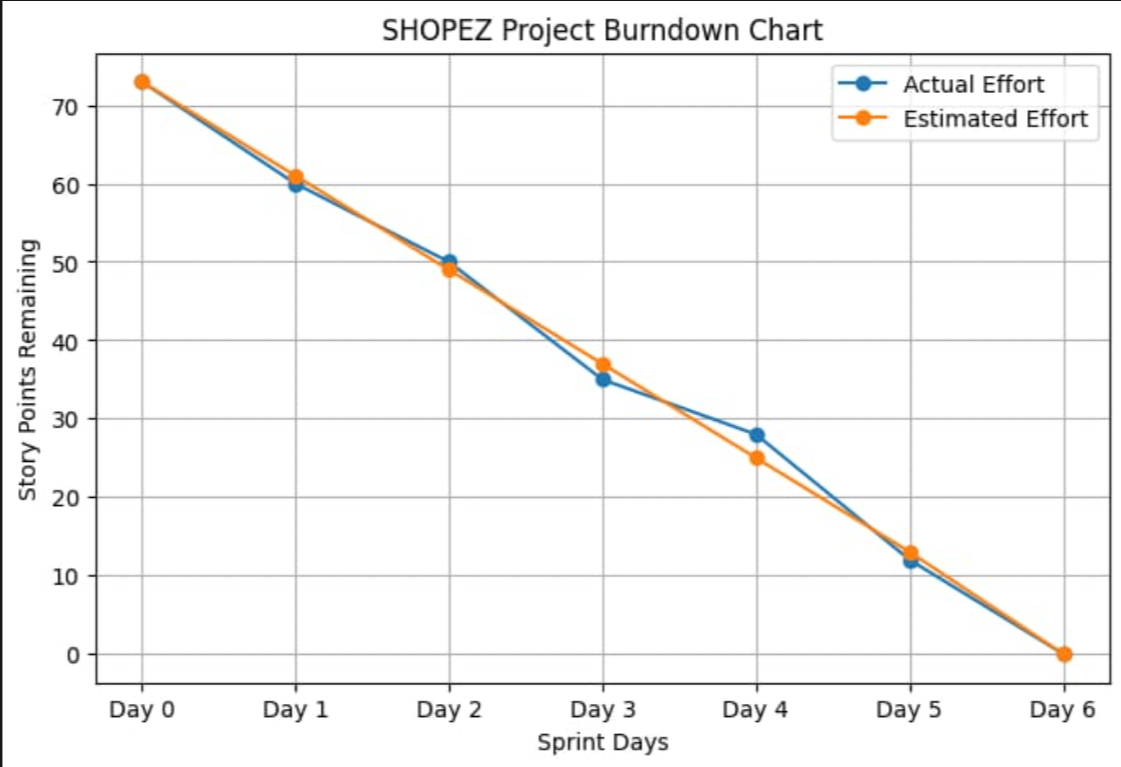 SHOPEZ Project Burndown Chart
Actual Effort
Estimated Effort
Story Points Remaining
70
60
50
40
30
20
10
0
Day 0 Day 1 Day 2 Day 3 Day 4 Day 5 Day 6
Sprint Days